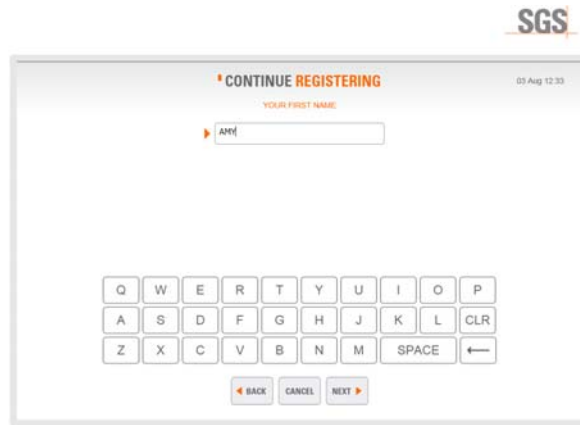 SGS
CONTINUE REGISTERING
03 Aug 12:33
YOUR FIRST NAME
AMY
Q W E R T Y U I O P
A S D F G H J K L CLR
Z X C V B N M SPACE ←
BACK CANCEL NEXT